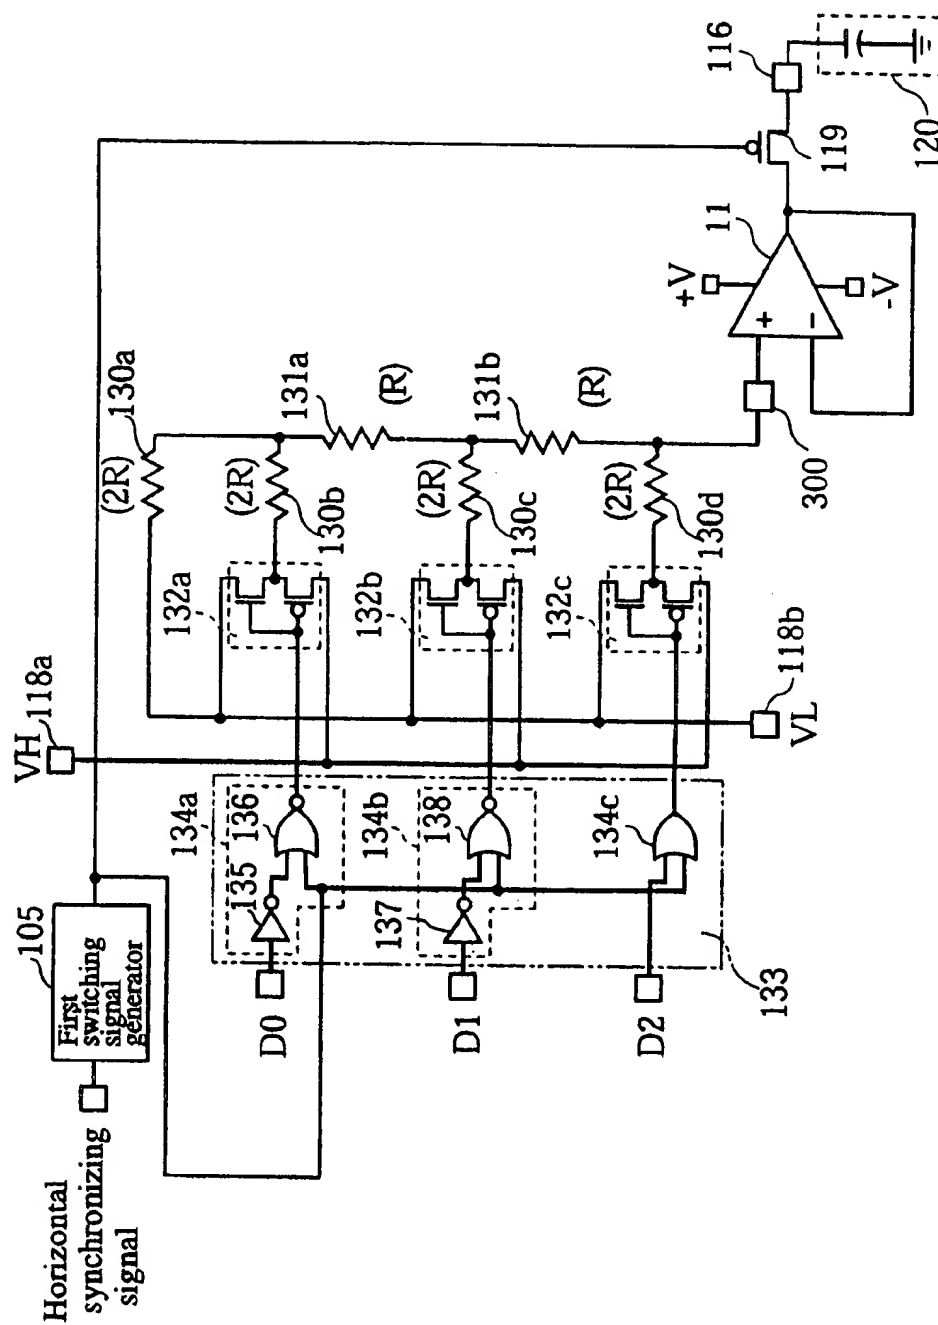 Horizontal
synchronizing
signal
First
switching
signal
generator
105
VH
118a
130a
(2R)
131a
(R)
131b
(R)
(2R)
130b
(2R)
130c
(2R)
130d
300
11
+V
-V
+
−
119
116
120
132a
132b
132c
118b
VL
134a
136
135
134b
138
137
134c
D0
D1
D2
133